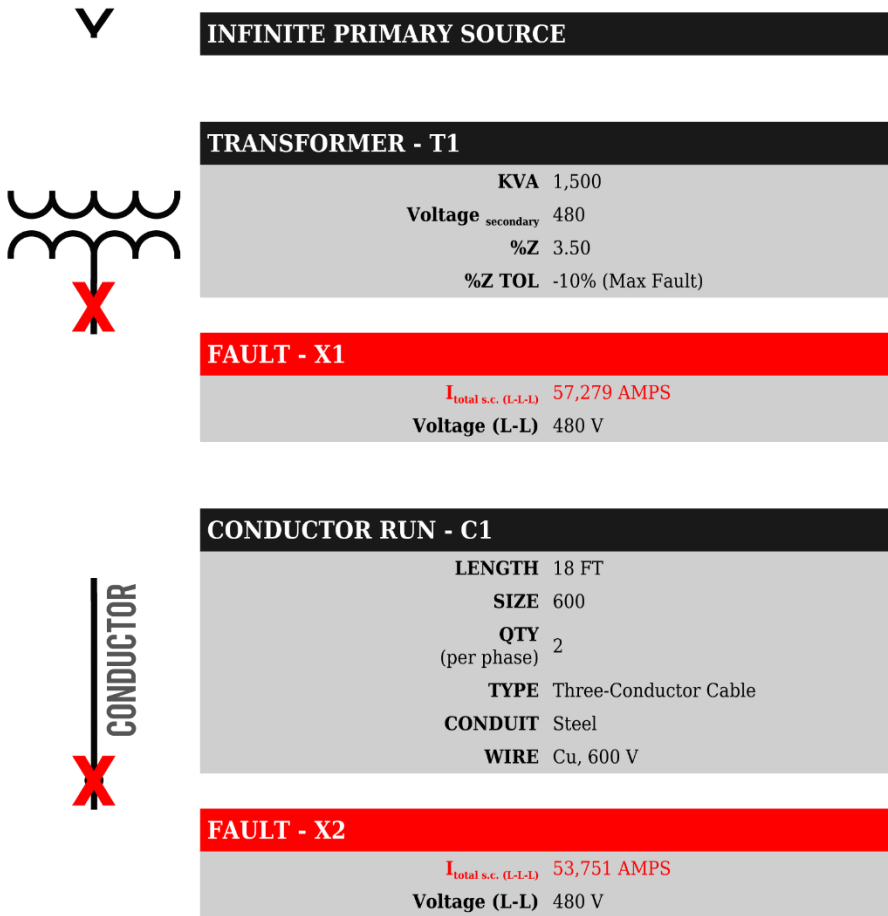 INFINITE PRIMARY SOURCE
TRANSFORMER - T1
KVA 1,500
Voltage secondary 480
%Z 3.50
%Z TOL -10% (Max Fault)
X
FAULT - X1
I total s.c. (L-L-L) 57,279 AMPS
Voltage (L-L) 480 V
CONDUCTOR RUN - C1
LENGTH 18 FT
SIZE 600
QTY
(per phase) 2
TYPE Three-Conductor Cable
CONDUIT Steel
WIRE Cu, 600 V
CONDUCTOR
X
FAULT - X2
I total s.c. (L-L-L) 53,751 AMPS
Voltage (L-L) 480 V